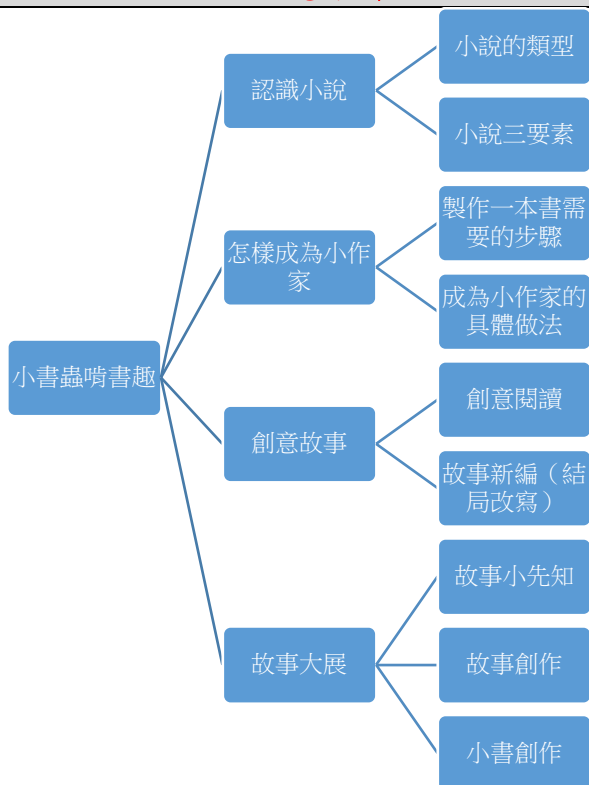 小書蟲啃書趣
認識小說
小說的類型
小說三要素
怎樣成為小作
家
製作一本書需
要的步驟
成為小作家的
具體做法
創意故事
創意閱讀
故事新編（結
局改寫）
故事大展
故事小先知
故事創作
小書創作